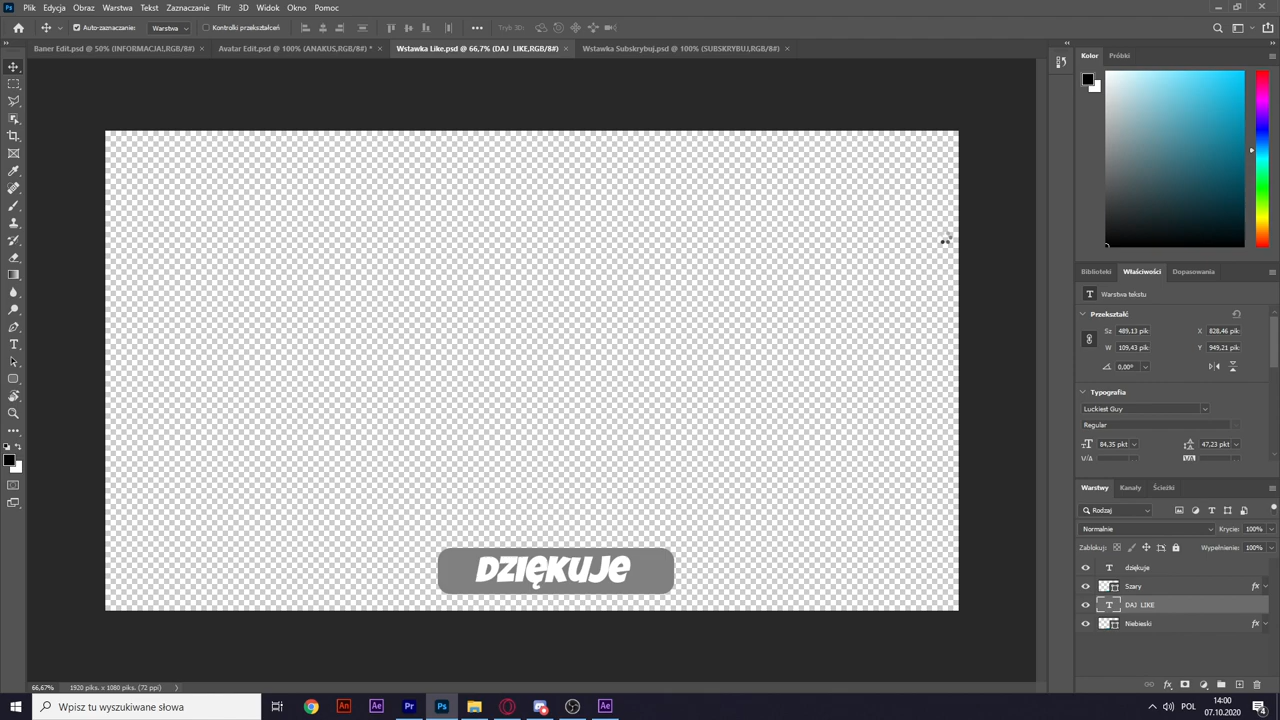 Plik Edycja Obraz Warstwa Tekst Zaznaczanie Filtr 3D Widok Okno Pomoc
Auto-zaznaczanie: Warstwa Kontrolki przekształceń Tryb 3D:
Baner Edit.psd @ 50% (INFORMACJA!,RGB/8#) × Avatar Edit.psd @ 100% (ANAKUS,RGB/8#) * × Wstawka Like.psd @ 66,7% (DAJ LIKE,RGB/8#) × Wstawka Subskrybuj.psd @ 100% (SUBSKRYBUJ,RGB/8#) ×
Kolor Próbki
Biblioteki Właściwości Dopasowania
Warstwa tekstu
Przekształć
Sz 489,13 pik X 828,46 pik
W 109,43 pik Y 949,21 pik
0,00°
Typografia
Luckiest Guy
Regular
84,35 pkt 47,23 pkt
Warstwy Kanały Ścieżki
Rodzaj
Normalnie Krycie: 100%
Zablokuj: Wypełnienie: 100%
dziękuje
Szary fx
DAJ LIKE
Niebieski fx
DZIĘKUJE
66,67% 1920 piks. x 1080 piks. (72 ppi)
Wpisz tu wyszukiwane słowa
POL
14:00
07.10.2020